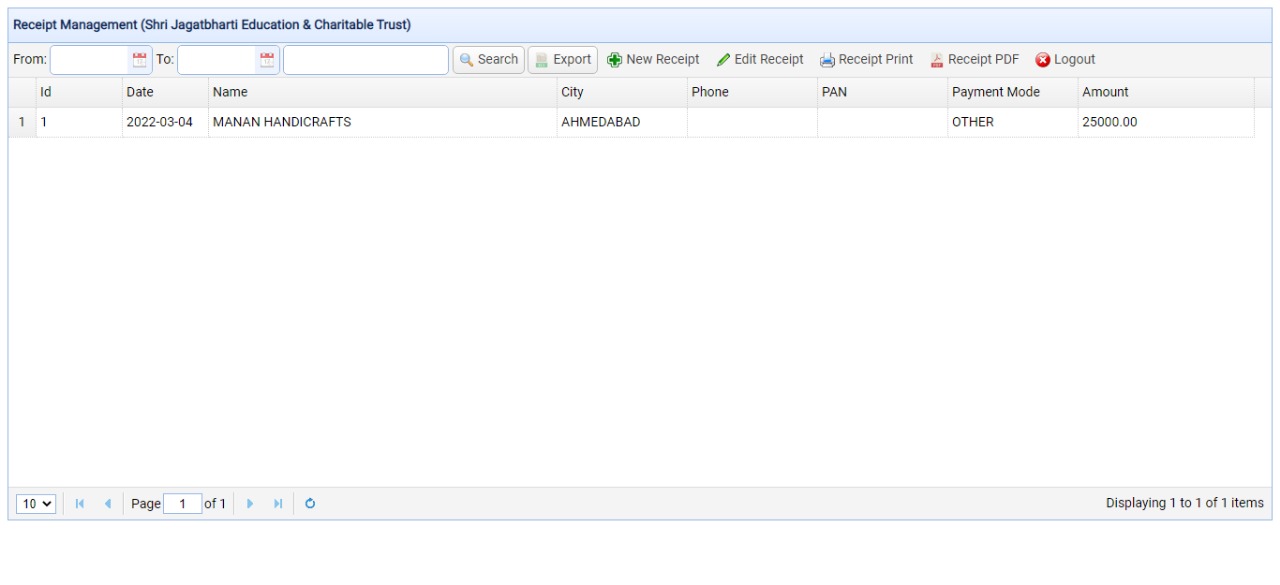 Receipt Management (Shri Jagatbharti Education & Charitable Trust)
From: To: Search Export New Receipt Edit Receipt Receipt Print Receipt PDF Logout
Id Date Name City Phone PAN Payment Mode Amount
1 1 2022-03-04 MANAN HANDICRAFTS AHMEDABAD OTHER 25000.00
10 Page 1 of 1 Displaying 1 to 1 of 1 items